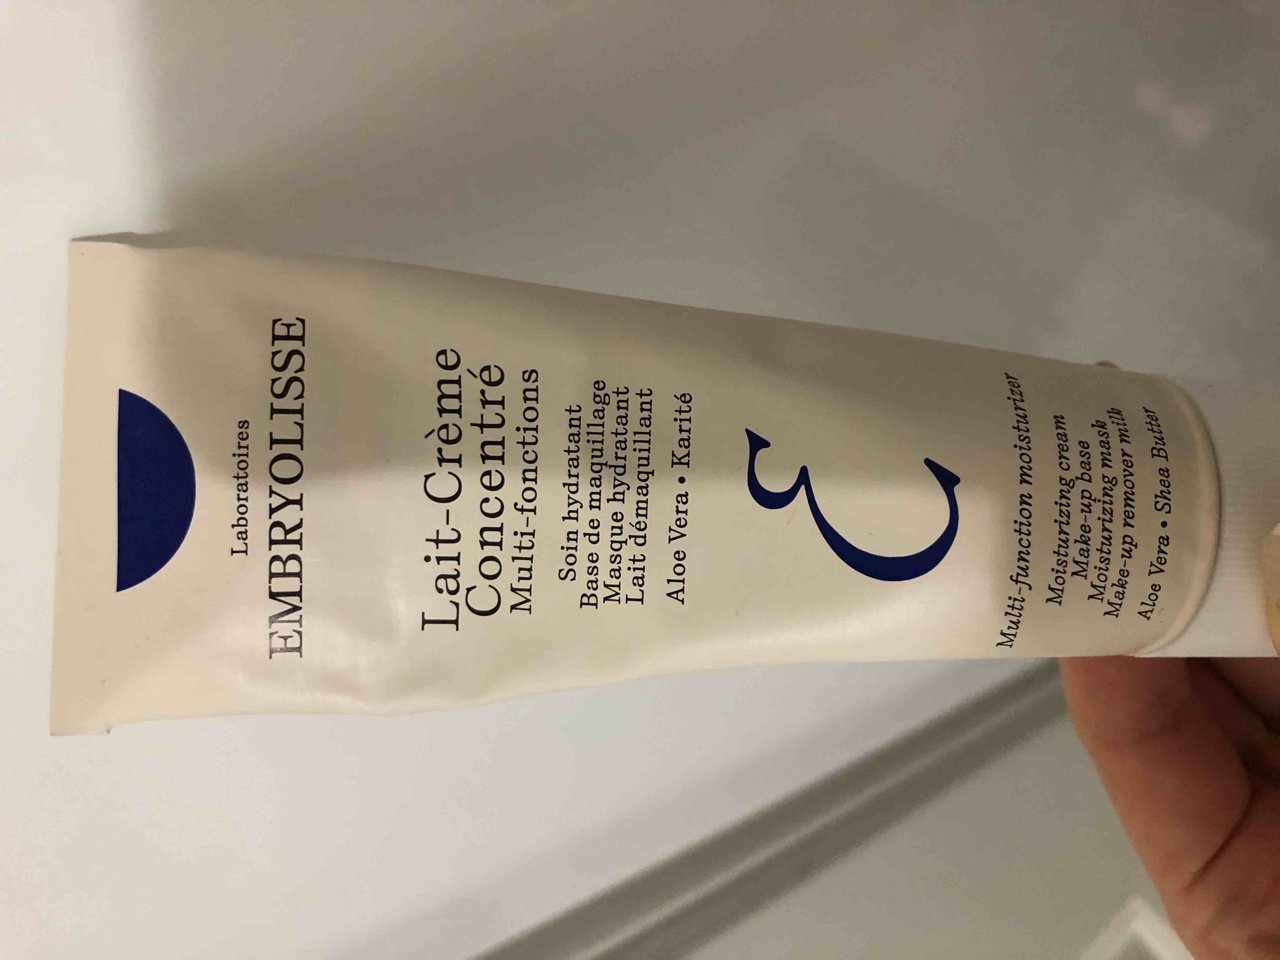 Laboratoires
EMBRYOLISSE
Lait-Crème
Concentré
Multi-fonctions
Soin hydratant
Base de maquillage
Masque hydratant
Lait démaquillant
Aloe Vera • Karité
E
Multi-function moisturizer
Moisturizing cream
Make-up base
Moisturizing mask
Make-up remover milk
Aloe Vera • Shea Butter